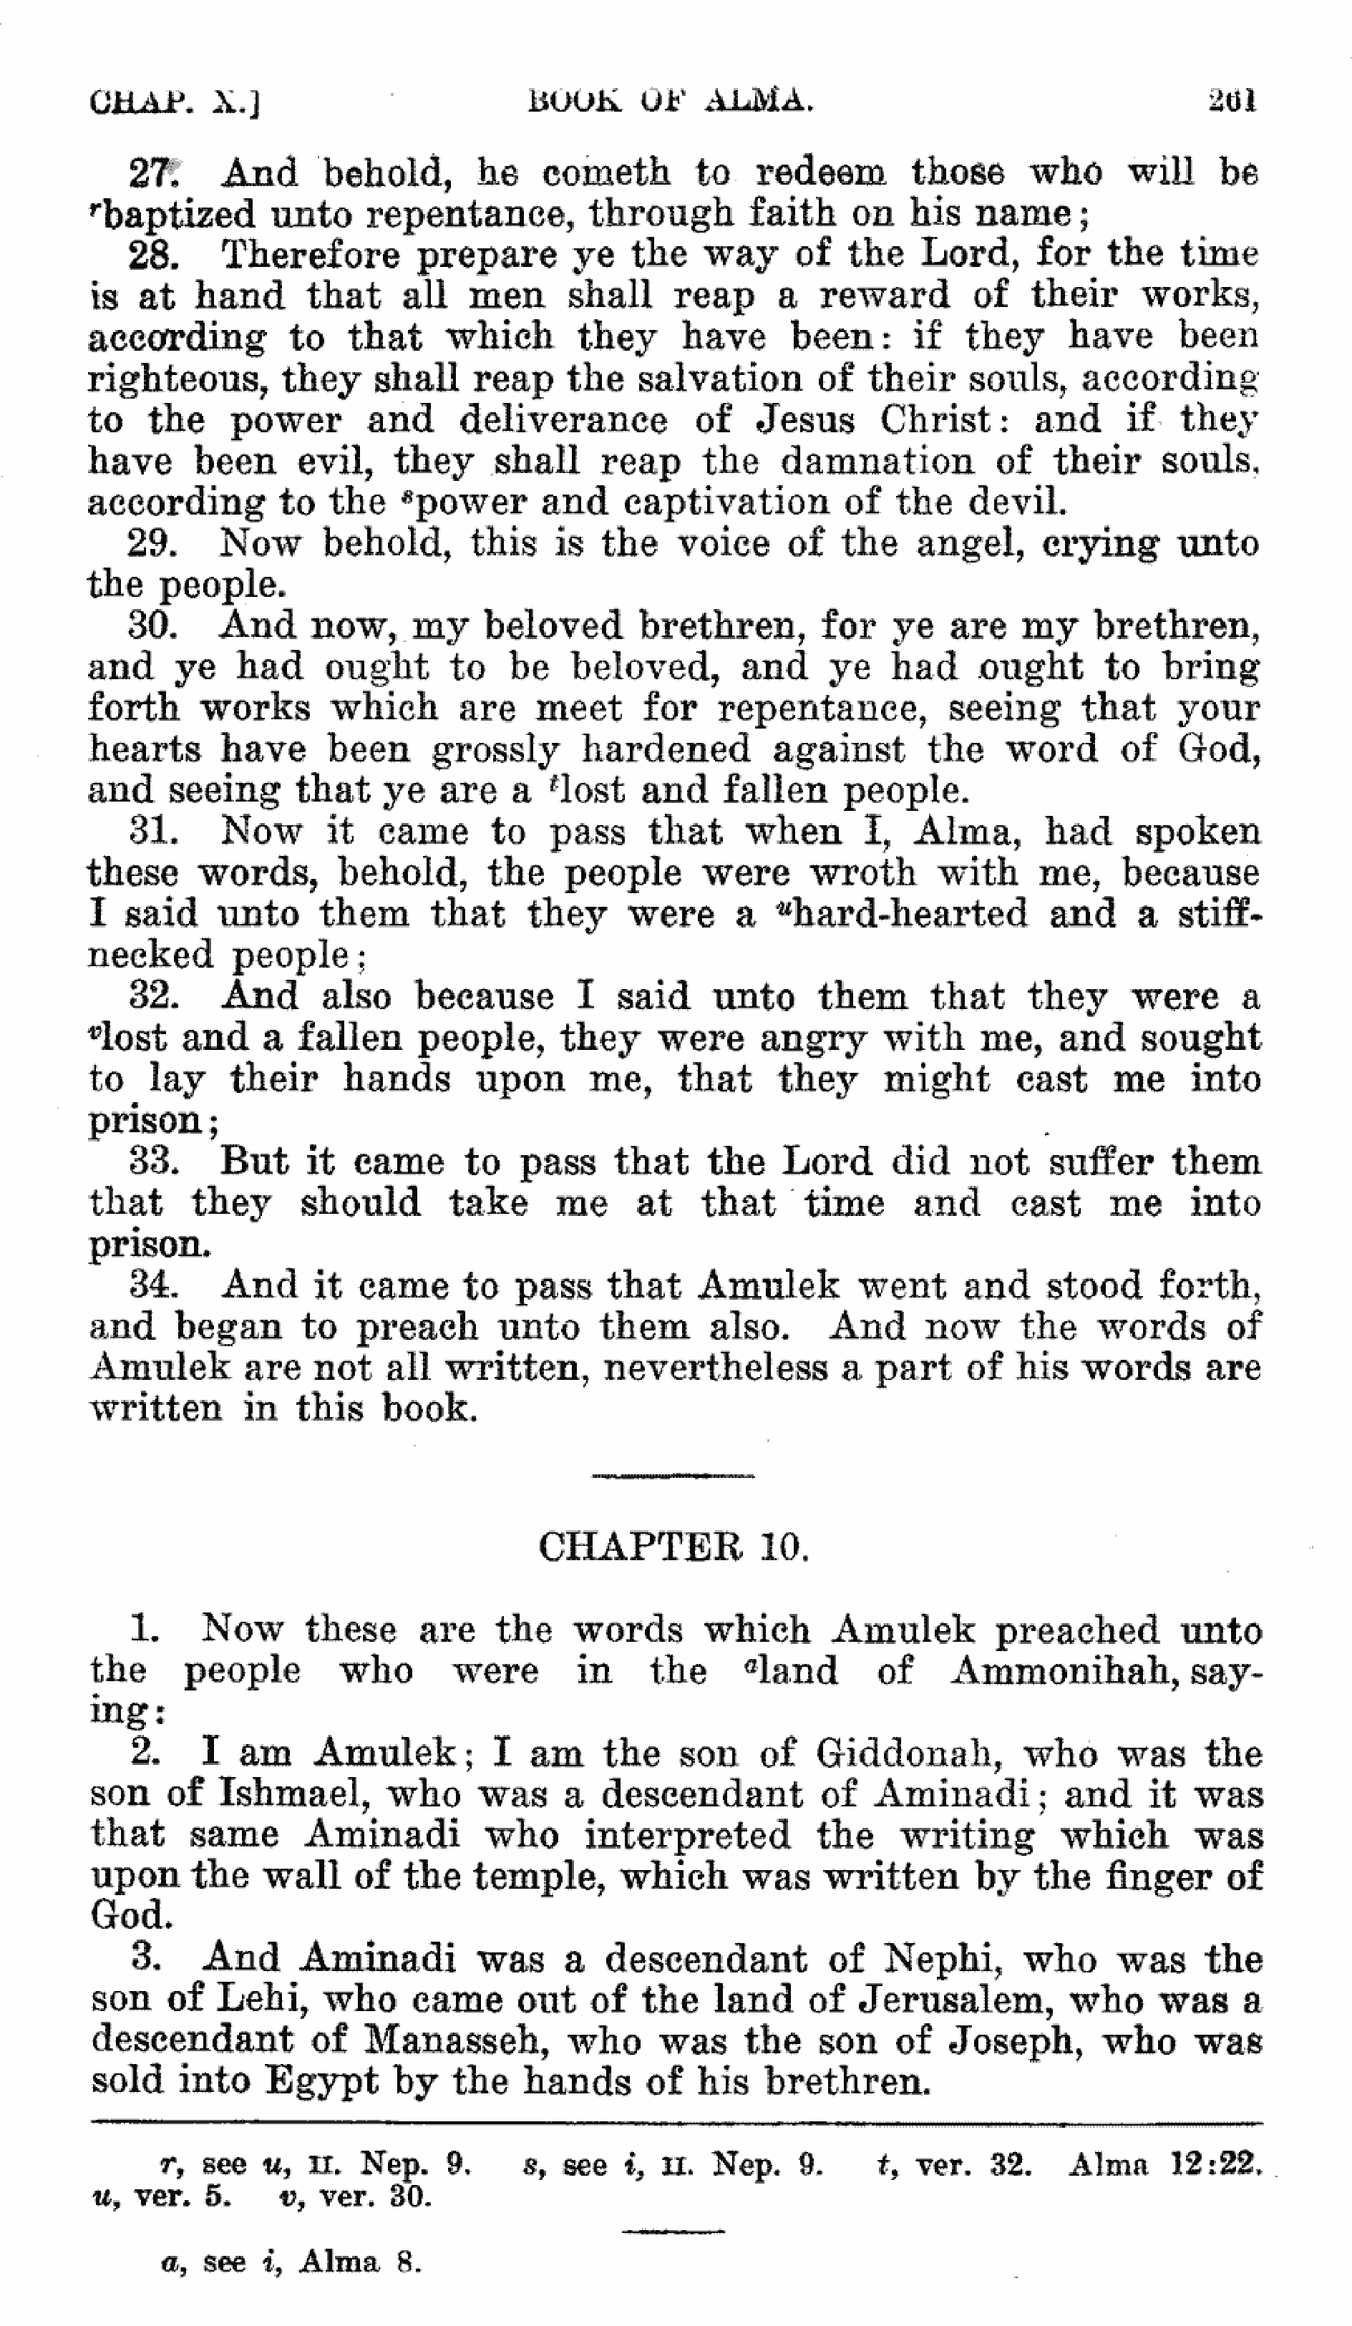 CHAP. X.] BOOK OF ALMA. 261
27. And behold, he cometh to redeem those who will be
rbaptized unto repentance, through faith on his name;
28. Therefore prepare ye the way of the Lord, for the time
is at hand that all men shall reap a reward of their works,
according to that which they have been: if they have been
righteous, they shall reap the salvation of their souls, according
to the power and deliverance of Jesus Christ: and if they
have been evil, they shall reap the damnation of their souls,
according to the spower and captivation of the devil.
29. Now behold, this is the voice of the angel, crying unto
the people.
30. And now, my beloved brethren, for ye are my brethren,
and ye had ought to be beloved, and ye had ought to bring
forth works which are meet for repentance, seeing that your
hearts have been grossly hardened against the word of God,
and seeing that ye are a tlost and fallen people.
31. Now it came to pass that when I, Alma, had spoken
these words, behold, the people were wroth with me, because
I said unto them that they were a uhard-hearted and a stiff-
necked people;
32. And also because I said unto them that they were a
vlost and a fallen people, they were angry with me, and sought
to lay their hands upon me, that they might cast me into
prison;
33. But it came to pass that the Lord did not suffer them
that they should take me at that time and cast me into
prison.
34. And it came to pass that Amulek went and stood forth,
and began to preach unto them also. And now the words of
Amulek are not all written, nevertheless a part of his words are
written in this book.
CHAPTER 10.
1. Now these are the words which Amulek preached unto
the people who were in the aland of Ammonihah, say-
ing:
2. I am Amulek; I am the son of Giddonah, who was the
son of Ishmael, who was a descendant of Aminadi; and it was
that same Aminadi who interpreted the writing which was
upon the wall of the temple, which was written by the finger of
God.
3. And Aminadi was a descendant of Nephi, who was the
son of Lehi, who came out of the land of Jerusalem, who was a
descendant of Manasseh, who was the son of Joseph, who was
sold into Egypt by the hands of his brethren.
r, see u, II. Nep. 9. s, see i, II. Nep. 9. t, ver. 32. Alma 12:22.
u, ver. 5. v, ver. 30.
a, see i, Alma 8.